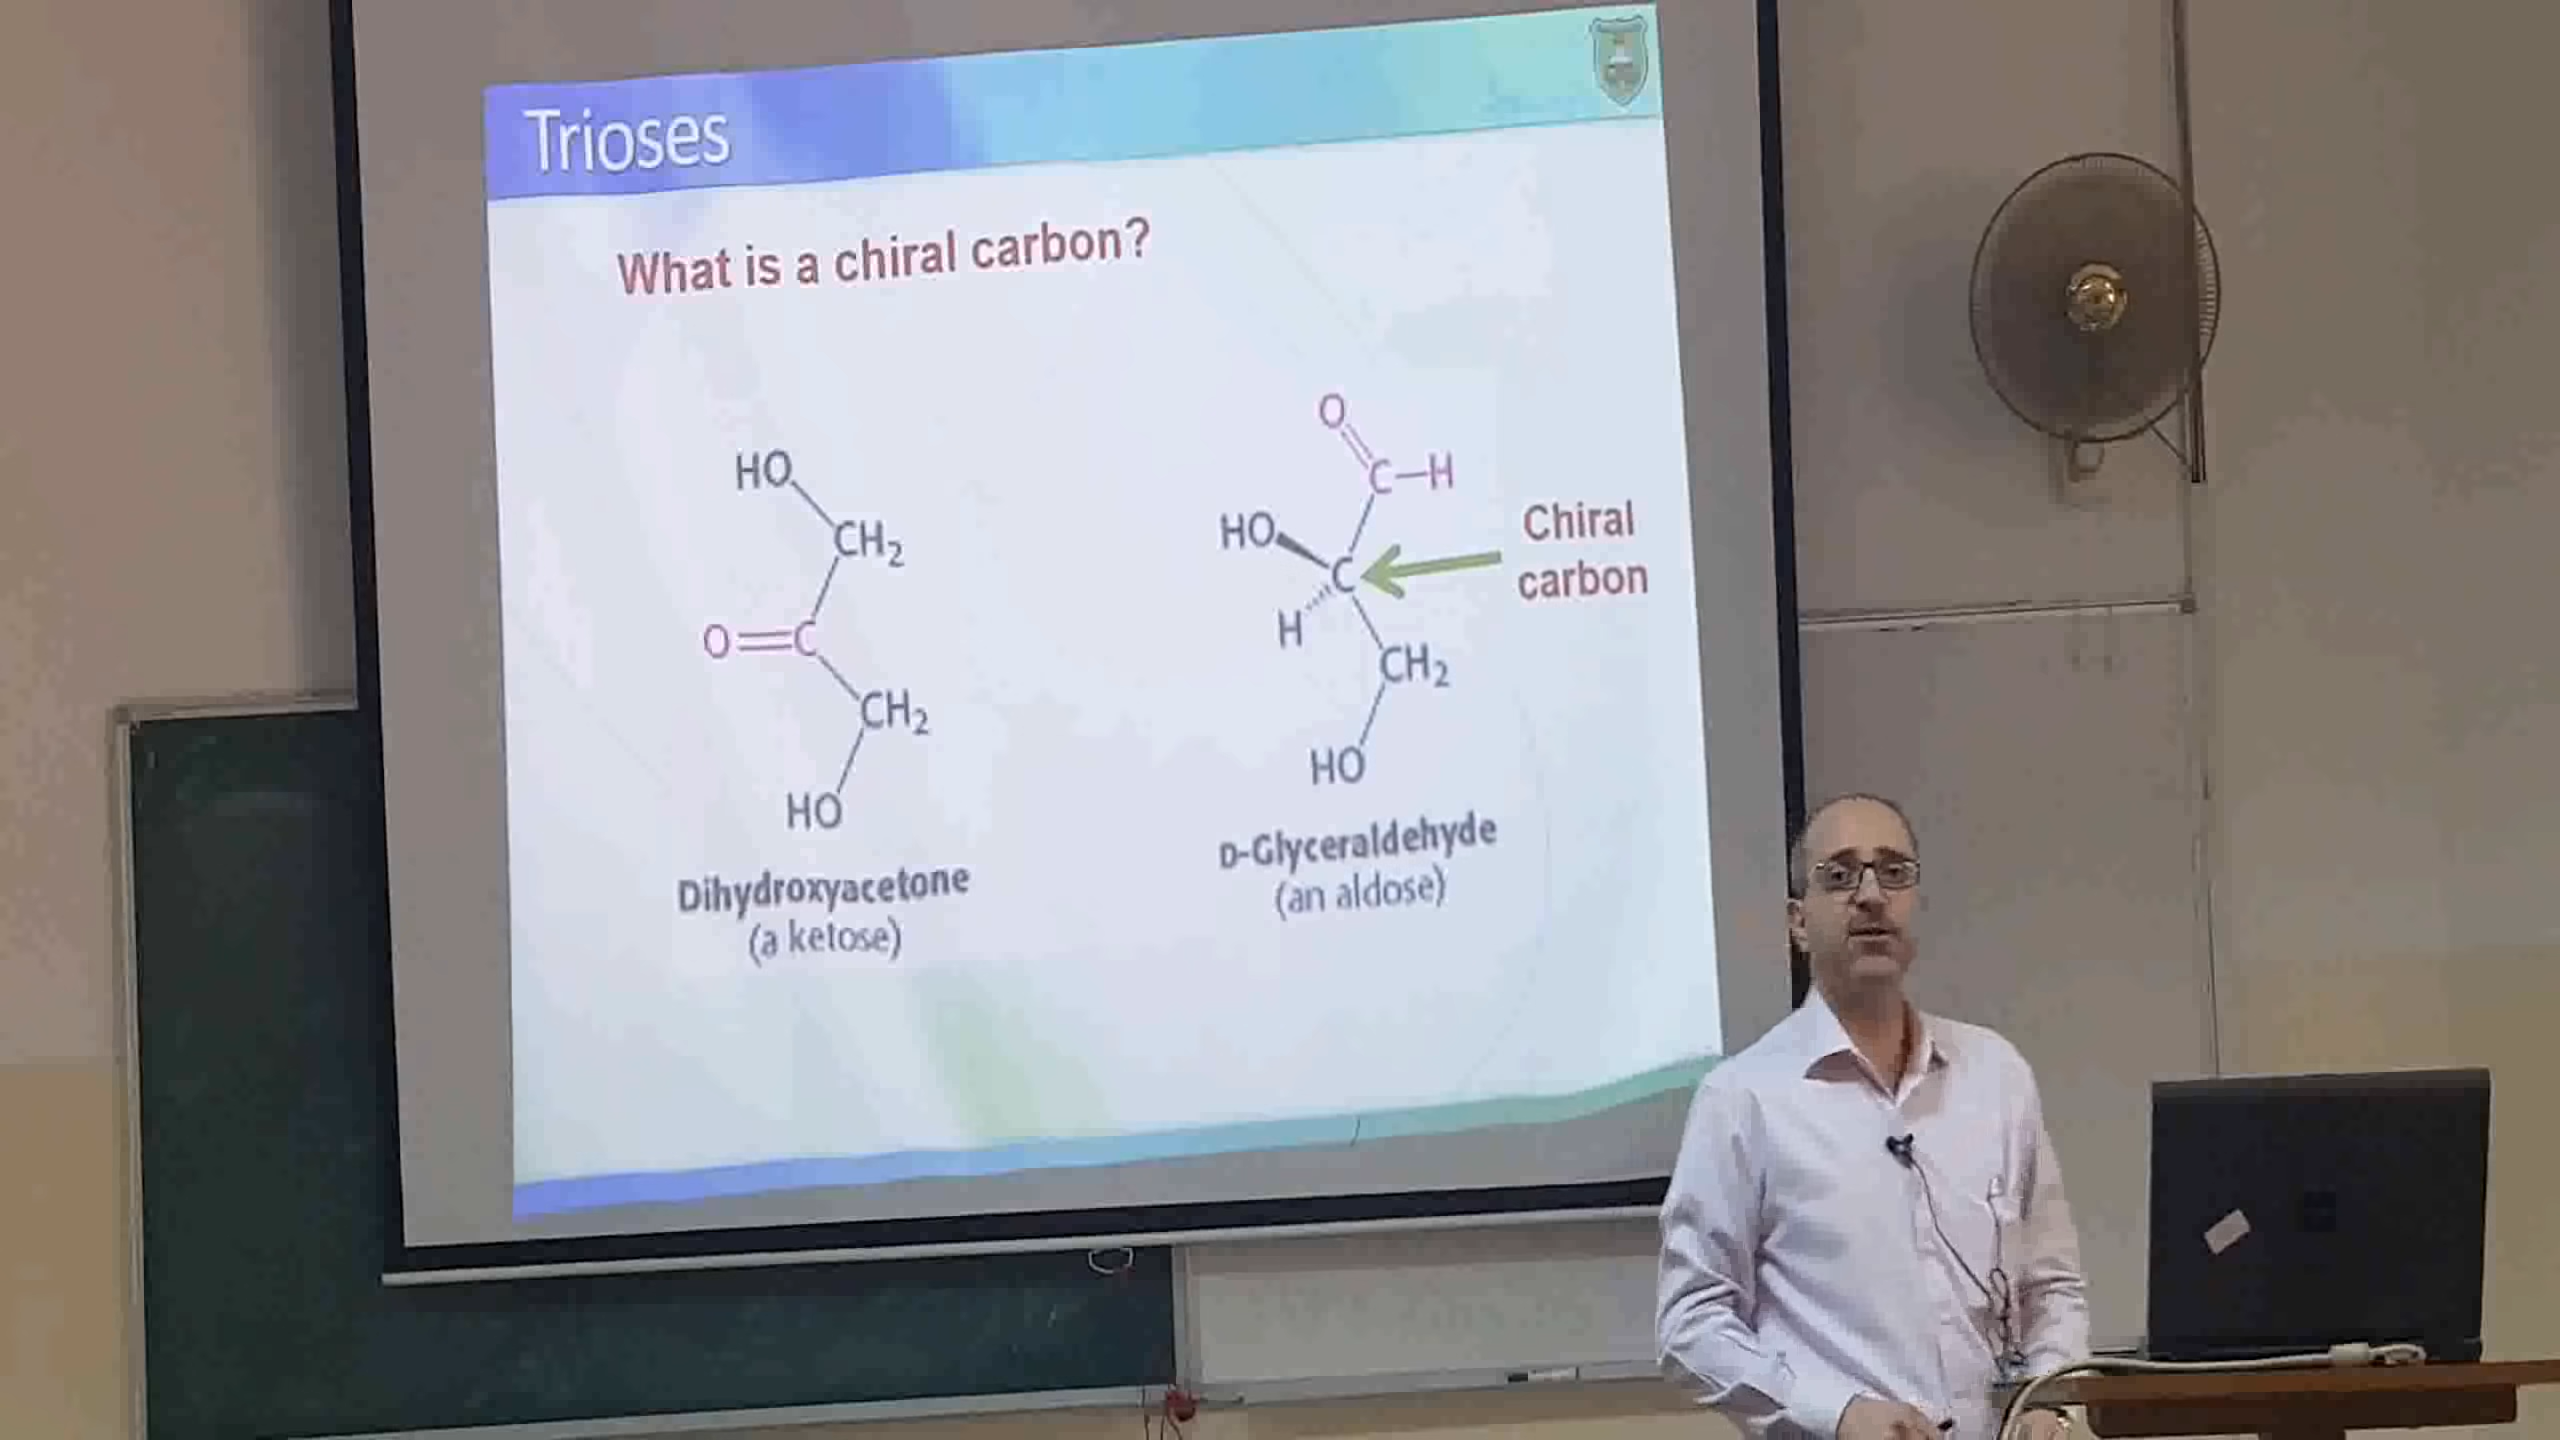 Trioses
What is a chiral carbon?
HO
CH2
O=C
CH2
HO
Dihydroxyacetone
(a ketose)
O
C-H
HO
C
H
CH2
HO
D-Glyceraldehyde
(an aldose)
Chiral
carbon